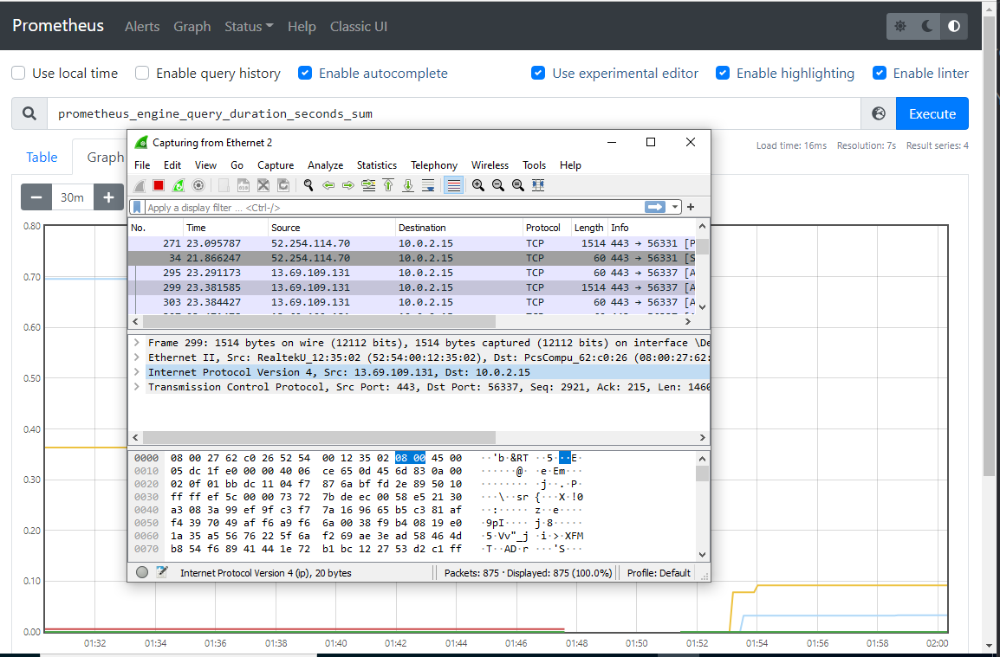 Prometheus Alerts Graph Status Help Classic UI
Use local time Enable query history Enable autocomplete Use experimental editor Enable highlighting Enable linter
prometheus_engine_query_duration_seconds_sum Execute
Load time: 16ms Resolution: 7s Result series: 4
Table Graph
30m
Capturing from Ethernet 2
File Edit View Go Capture Analyze Statistics Telephony Wireless Tools Help
Apply a display filter ... <Ctrl-/>
No. Time Source Destination Protocol Length Info
271 23.095787 52.254.114.70 10.0.2.15 TCP 1514 443 → 56331 [P
34 21.866247 52.254.114.70 10.0.2.15 TCP 60 443 → 56331 [S
295 23.291173 13.69.109.131 10.0.2.15 TCP 60 443 → 56337 [A
299 23.381585 13.69.109.131 10.0.2.15 TCP 1514 443 → 56337 [A
303 23.384427 13.69.109.131 10.0.2.15 TCP 60 443 → 56337 [A
Frame 299: 1514 bytes on wire (12112 bits), 1514 bytes captured (12112 bits) on interface \De
Ethernet II, Src: RealtekU_12:35:02 (52:54:00:12:35:02), Dst: PcsCompu_62:c0:26 (08:00:27:62:
Internet Protocol Version 4, Src: 13.69.109.131, Dst: 10.0.2.15
Transmission Control Protocol, Src Port: 443, Dst Port: 56337, Seq: 2921, Ack: 215, Len: 1460
0000 08 00 27 62 c0 26 52 54 00 12 35 02 08 00 45 00 ··'b·&RT ··5···E·
0010 05 dc 1f e0 00 00 40 06 ce 65 0d 45 6d 83 0a 00 ······@· ·e·Em···
0020 02 0f 01 bb dc 11 04 f7 87 6a bf fd 2e 89 50 10 ········ ·j··.·P·
0030 ff ff ef 5c 00 00 73 72 7b de ec 00 58 e5 21 30 ···\··sr {···X·!0
0040 a3 08 3a 99 ef 9f c3 f7 7a 16 96 65 b5 c3 81 af ··:····· z··e····
0050 f4 39 70 49 af f6 a9 f6 6a 00 38 f9 b4 08 19 e0 ·9pI···· j·8·····
0060 1a 35 a5 56 76 22 5f 6a f2 69 ae 3e ad 58 46 4d ·5·Vv"_j ·i·>·XFM
0070 b8 54 f6 89 41 44 1e 72 b1 bc 12 27 53 d2 c1 ff ·T··AD·r ···'S···
Internet Protocol Version 4 (ip), 20 bytes Packets: 875 · Displayed: 875 (100.0%) Profile: Default
0.80
0.70
0.60
0.50
0.40
0.30
0.20
0.10
0.00
01:32 01:34 01:36 01:38 01:40 01:42 01:44 01:46 01:48 01:50 01:52 01:54 01:56 01:58 02:00